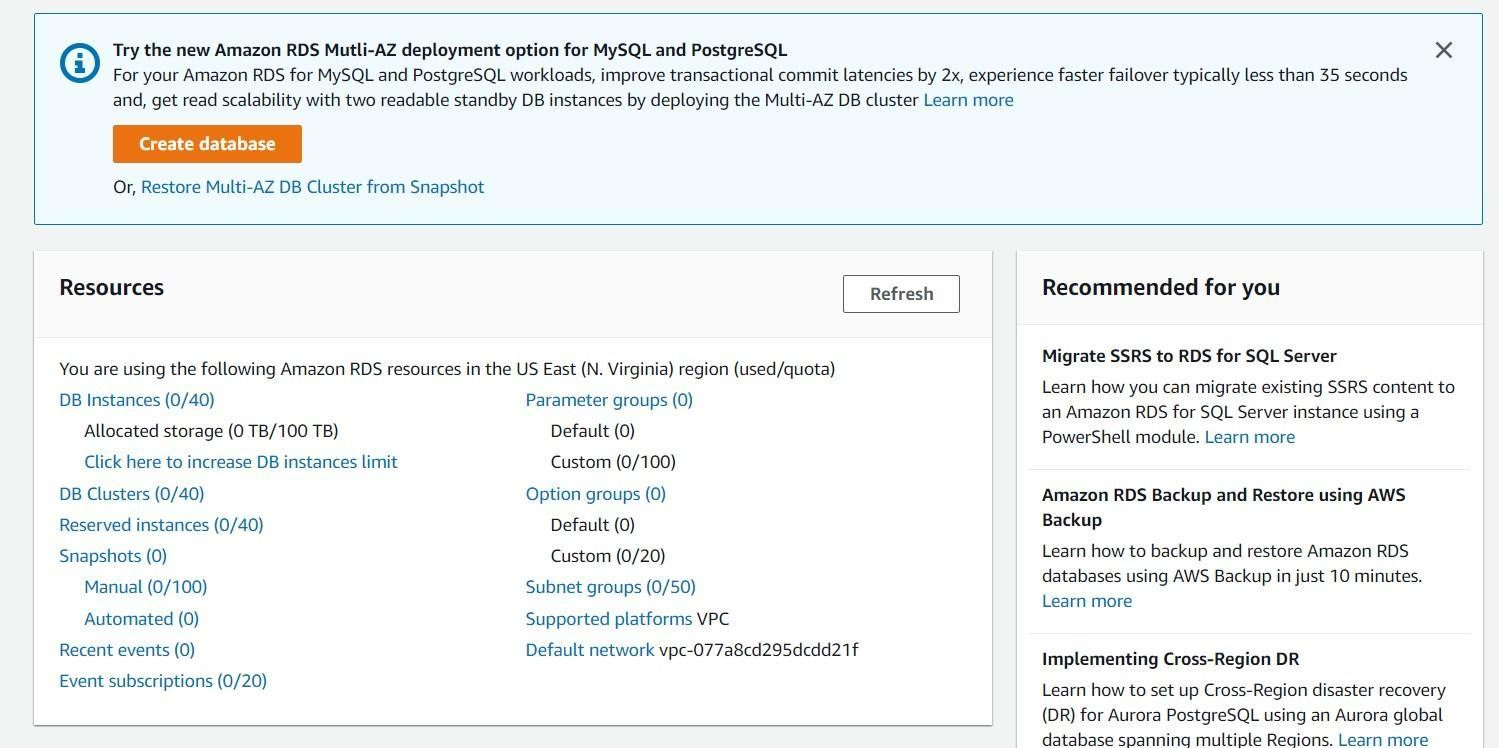 Try the new Amazon RDS Mutli-AZ deployment option for MySQL and PostgreSQL
For your Amazon RDS for MySQL and PostgreSQL workloads, improve transactional commit latencies by 2x, experience faster failover typically less than 35 seconds
and, get read scalability with two readable standby DB instances by deploying the Multi-AZ DB cluster Learn more
Create database
Or, Restore Multi-AZ DB Cluster from Snapshot
Resources
Refresh
You are using the following Amazon RDS resources in the US East (N. Virginia) region (used/quota)
DB Instances (0/40)
Allocated storage (0 TB/100 TB)
Click here to increase DB instances limit
DB Clusters (0/40)
Reserved instances (0/40)
Snapshots (0)
Manual (0/100)
Automated (0)
Recent events (0)
Event subscriptions (0/20)
Parameter groups (0)
Default (0)
Custom (0/100)
Option groups (0)
Default (0)
Custom (0/20)
Subnet groups (0/50)
Supported platforms VPC
Default network vpc-077a8cd295dcdd21f
Recommended for you
Migrate SSRS to RDS for SQL Server
Learn how you can migrate existing SSRS content to
an Amazon RDS for SQL Server instance using a
PowerShell module. Learn more
Amazon RDS Backup and Restore using AWS
Backup
Learn how to backup and restore Amazon RDS
databases using AWS Backup in just 10 minutes.
Learn more
Implementing Cross-Region DR
Learn how to set up Cross-Region disaster recovery
(DR) for Aurora PostgreSQL using an Aurora global
database spanning multiple Regions. Learn more